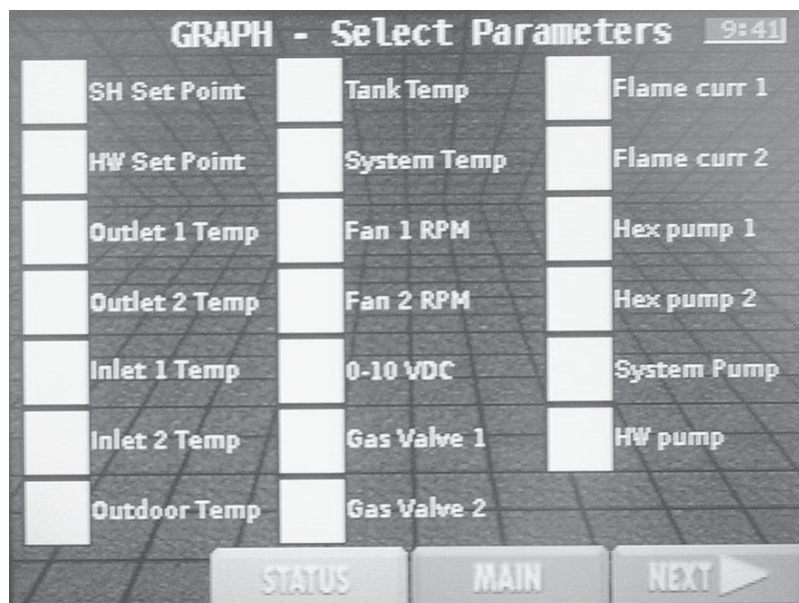 GRAPH - Select Parameters 9:41
SH Set Point
HW Set Point
Outlet 1 Temp
Outlet 2 Temp
Inlet 1 Temp
Inlet 2 Temp
Outdoor Temp
Tank Temp
System Temp
Fan 1 RPM
Fan 2 RPM
0-10 VDC
Gas Valve 1
Gas Valve 2
Flame curr 1
Flame curr 2
Hex pump 1
Hex pump 2
System Pump
HW pump
STATUS MAIN NEXT